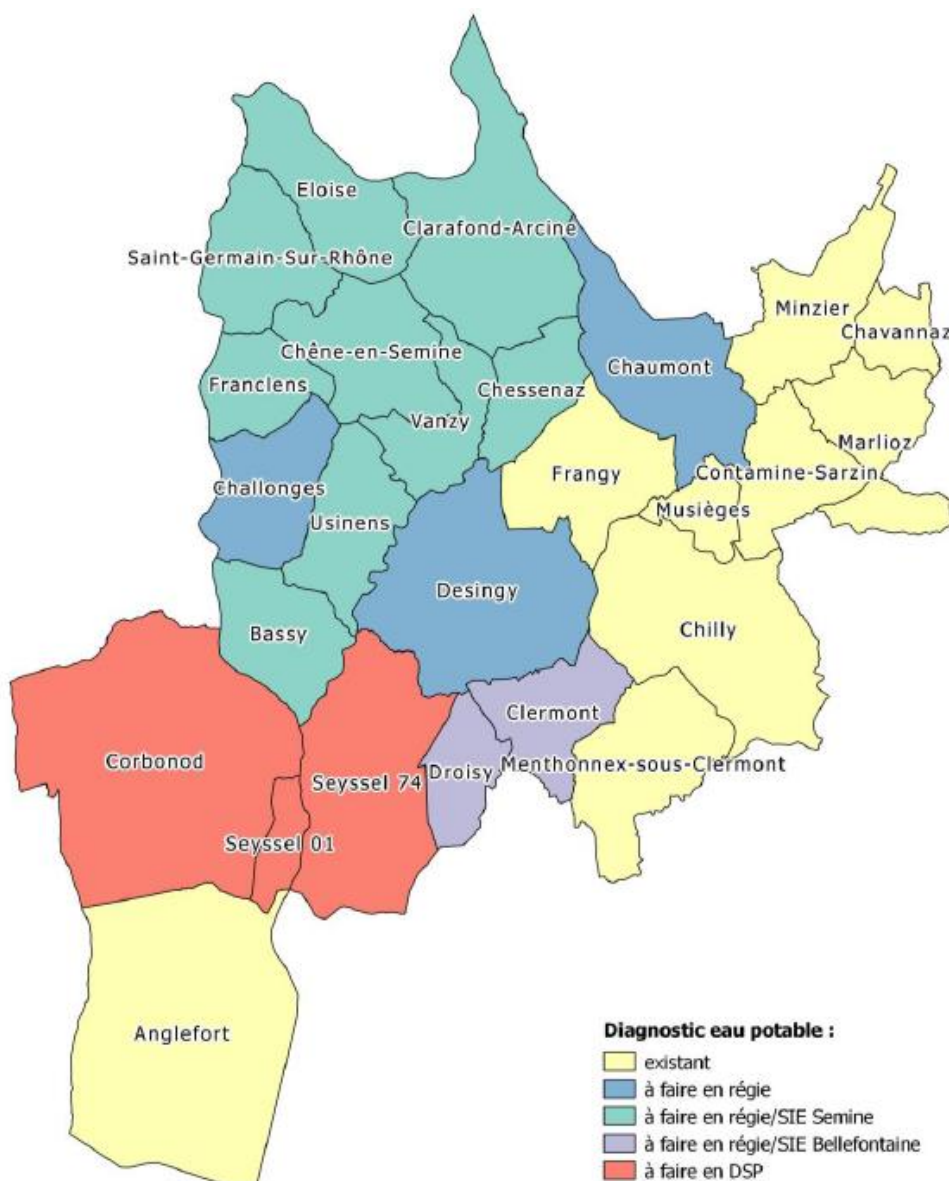 Eloise
Clarafond-Arcine
Saint-Germain-Sur-Rhône
Minzier
Chavannaz
Chêne-en-Semine
Chaumont
Franclens
Chessenaz
Vanzy
Marlioz
Contamine-Sarzin
Frangy
Challonges
Musièges
Usinens
Desingy
Bassy
Chilly
Clermont
Corbonod
Menthonnex-sous-Clermont
Droisy
Seyssel 74
Seyssel 01
Anglefort
Diagnostic eau potable :
existant
à faire en régie
à faire en régie/SIE Semine
à faire en régie/SIE Bellefontaine
à faire en DSP